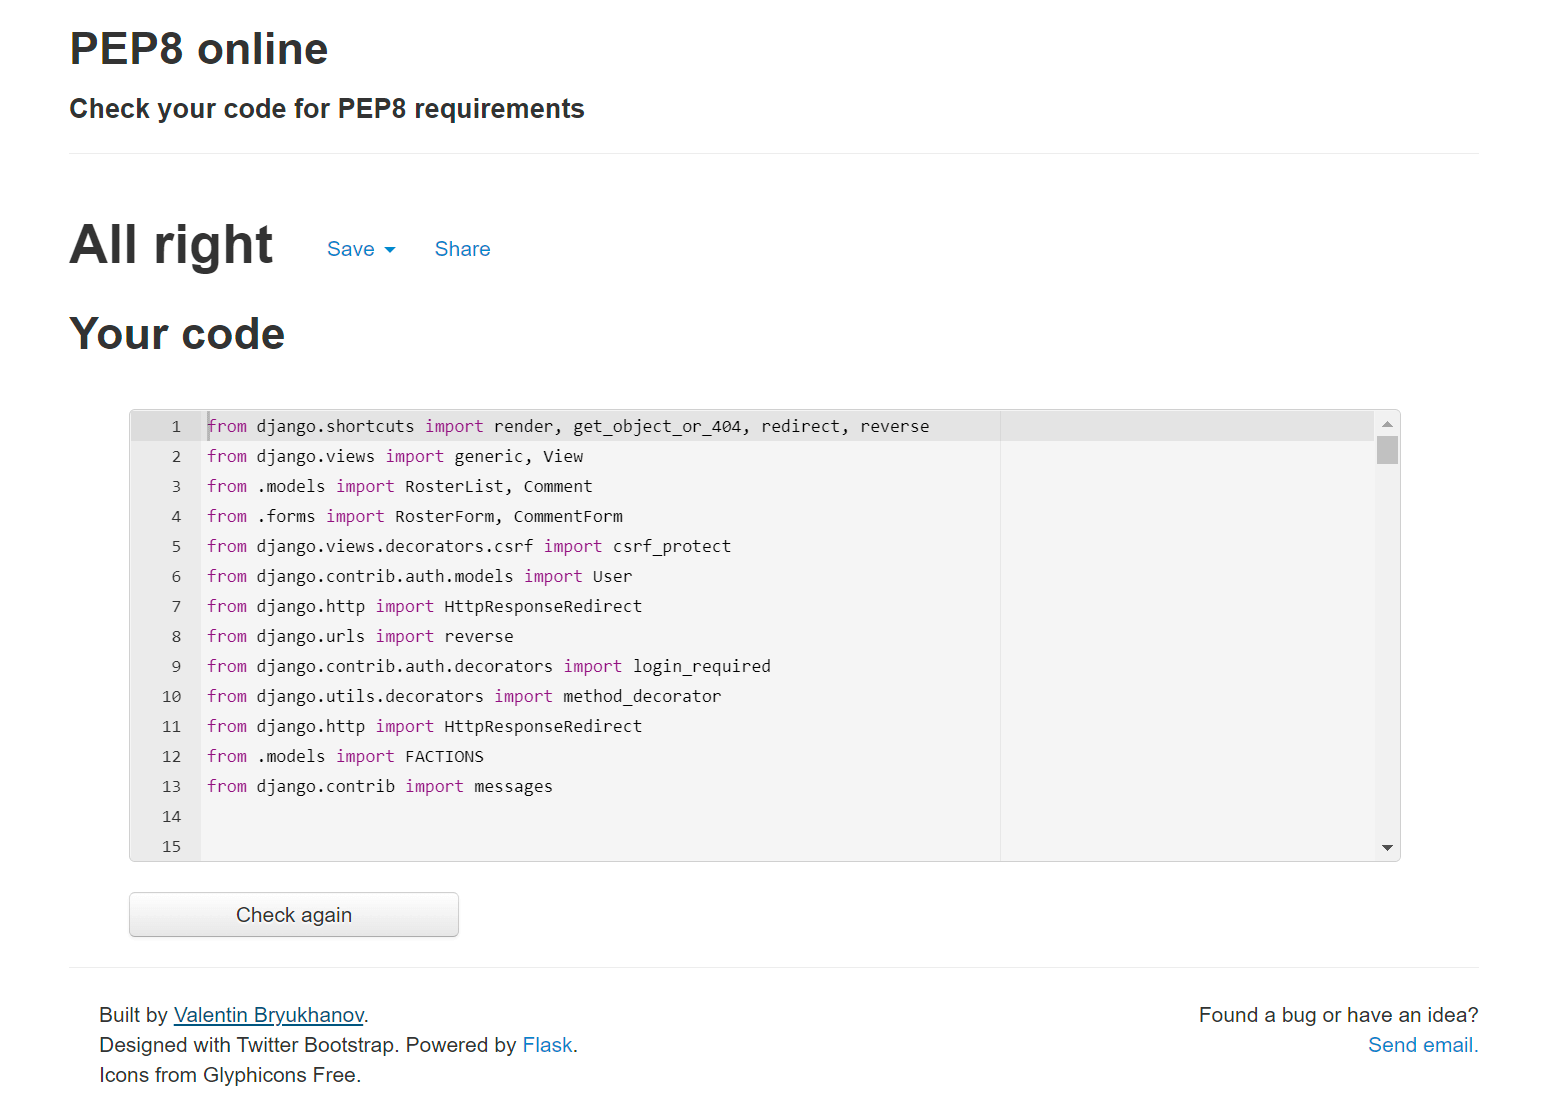 PEP8 online
Check your code for PEP8 requirements
All right Save Share
Your code
1 from django.shortcuts import render, get_object_or_404, redirect, reverse
2 from django.views import generic, View
3 from .models import RosterList, Comment
4 from .forms import RosterForm, CommentForm
5 from django.views.decorators.csrf import csrf_protect
6 from django.contrib.auth.models import User
7 from django.http import HttpResponseRedirect
8 from django.urls import reverse
9 from django.contrib.auth.decorators import login_required
10 from django.utils.decorators import method_decorator
11 from django.http import HttpResponseRedirect
12 from .models import FACTIONS
13 from django.contrib import messages
14
15
Check again
Built by Valentin Bryukhanov.
Designed with Twitter Bootstrap. Powered by Flask.
Icons from Glyphicons Free.
Found a bug or have an idea?
Send email.